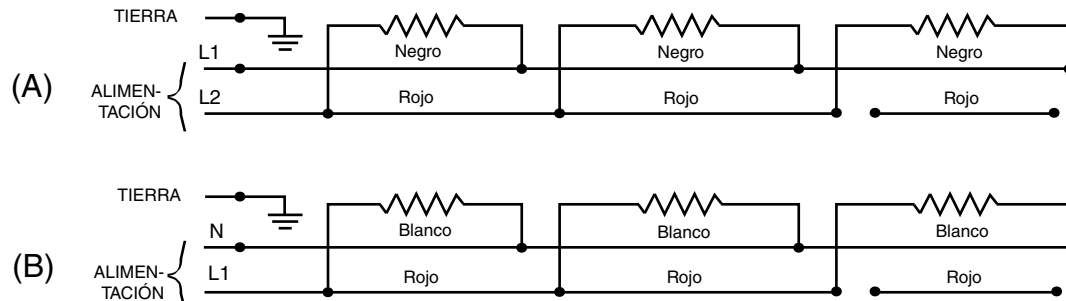 TIERRA
Negro Negro Negro
L1
(A)
ALIMEN-
TACIÓN
L2
Rojo Rojo Rojo
TIERRA
Blanco Blanco Blanco
N
(B)
ALIMEN-
TACIÓN
L1
Rojo Rojo Rojo